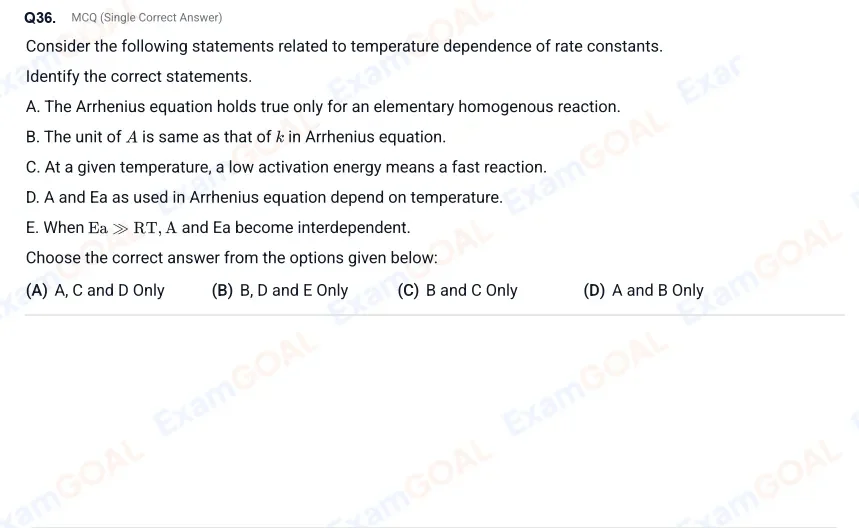 Q36. MCQ (Single Correct Answer)
Consider the following statements related to temperature dependence of rate constants.
Identify the correct statements.
A. The Arrhenius equation holds true only for an elementary homogenous reaction.
B. The unit of A is same as that of k in Arrhenius equation.
C. At a given temperature, a low activation energy means a fast reaction.
D. A and Ea as used in Arrhenius equation depend on temperature.
E. When Ea ≫ RT, A and Ea become interdependent.
Choose the correct answer from the options given below:
(A) A, C and D Only (B) B, D and E Only (C) B and C Only (D) A and B Only